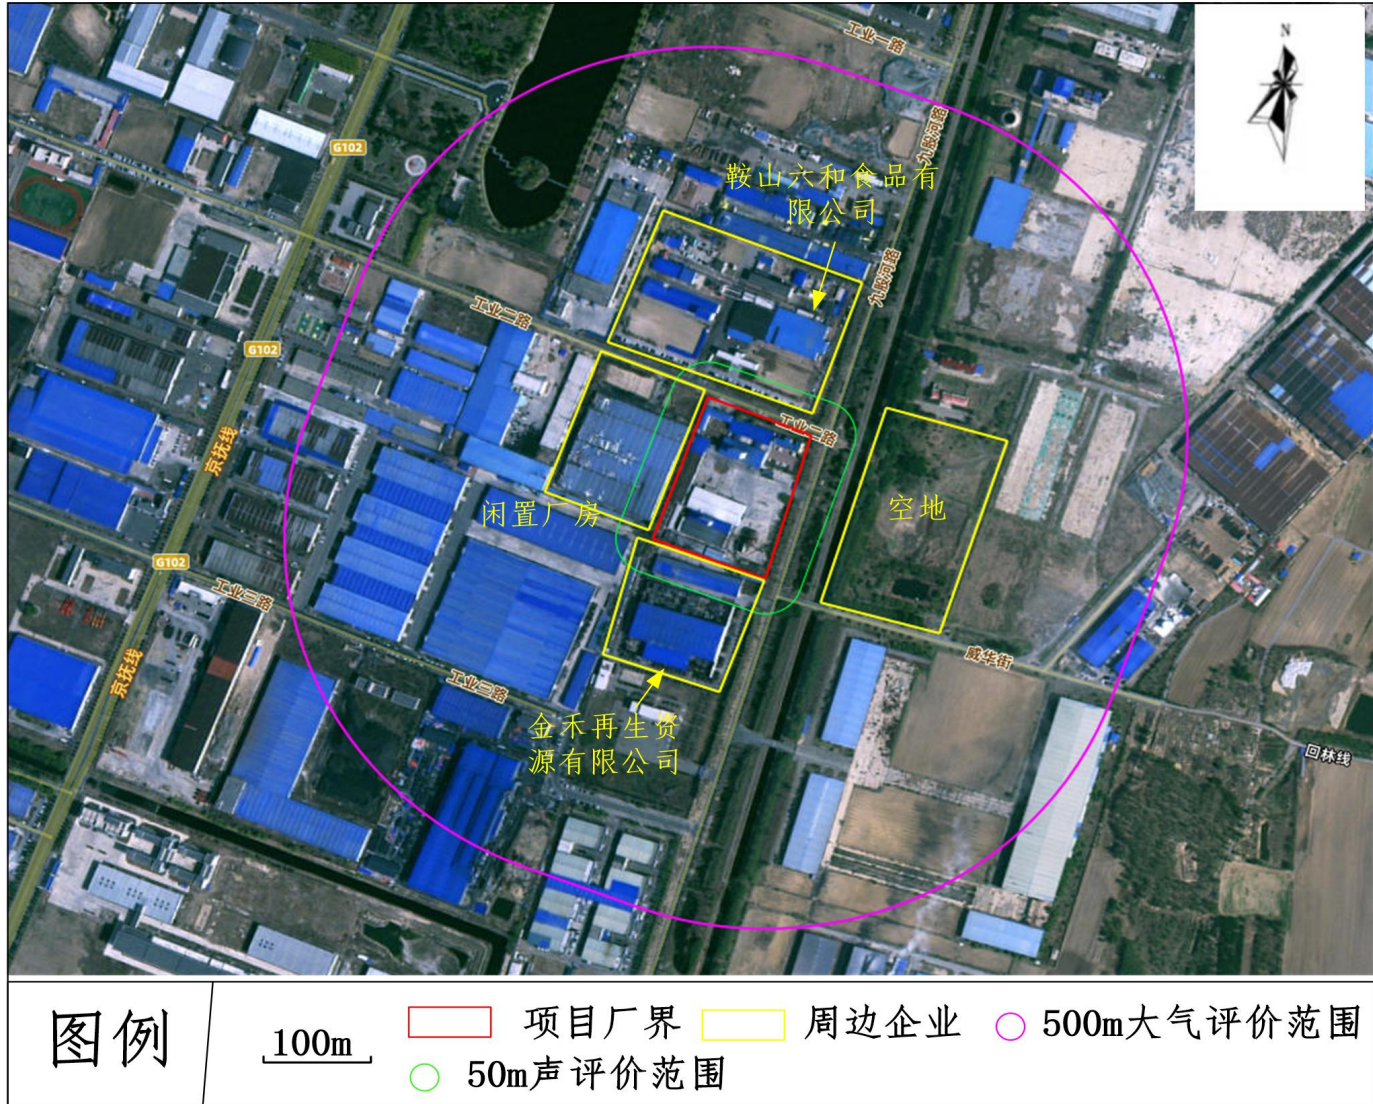 工业一路
N
九股河路
G102
鞍山六和食品有
限公司
九股河路
工业二路
G102
工业二路
京抚线
闲置厂房
空地
G102
工业三路
威华街
京抚线
工业三路
金禾再生资
源有限公司
回林线
图例
100m
项目厂界
周边企业
500m大气评价范围
50m声评价范围